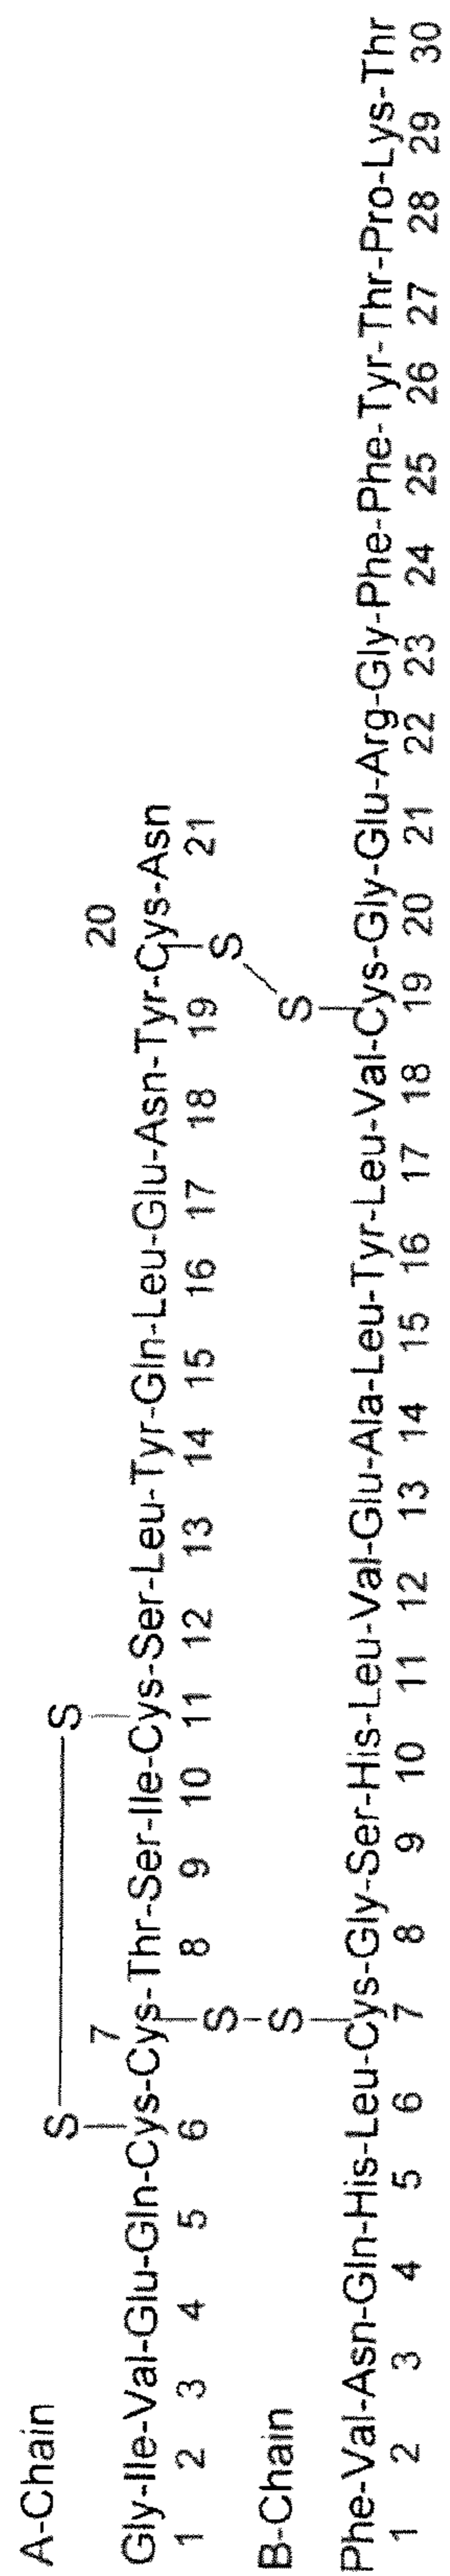 A-Chain
S S
7 20
Gly-Ile-Val-Glu-Gln-Cys-Cys-Thr-Ser-Ile-Cys-Ser-Leu-Tyr-Gln-Leu-Glu-Asn-Tyr-Cys-Asn
1 2 3 4 5 6 8 9 10 11 12 13 14 15 16 17 18 19 21
S S
B-Chain
S S
Phe-Val-Asn-Gln-His-Leu-Cys-Gly-Ser-His-Leu-Val-Glu-Ala-Leu-Tyr-Leu-Val-Cys-Gly-Glu-Arg-Gly-Phe-Phe-Tyr-Thr-Pro-Lys-Thr
1 2 3 4 5 6 7 8 9 10 11 12 13 14 15 16 17 18 19 20 21 22 23 24 25 26 27 28 29 30